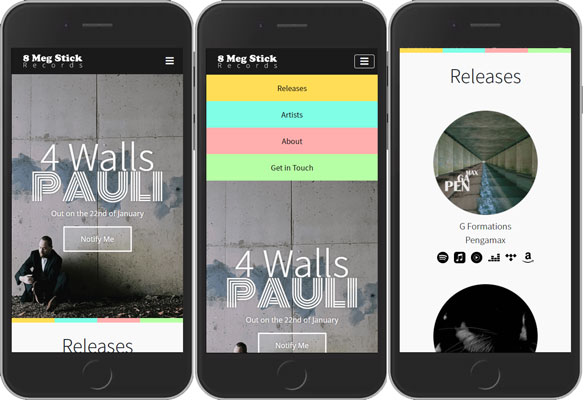 8 Meg Stick
Records
4 Walls
PAULI
Out on the 22nd of January
Notify Me
Releases
8 Meg Stick
Records
Releases
Artists
About
Get in Touch
4 Walls
PAULI
Out on the 22nd of January
Notify Me
Releases
PEN
GA
MAX
G Formations
Pengamax